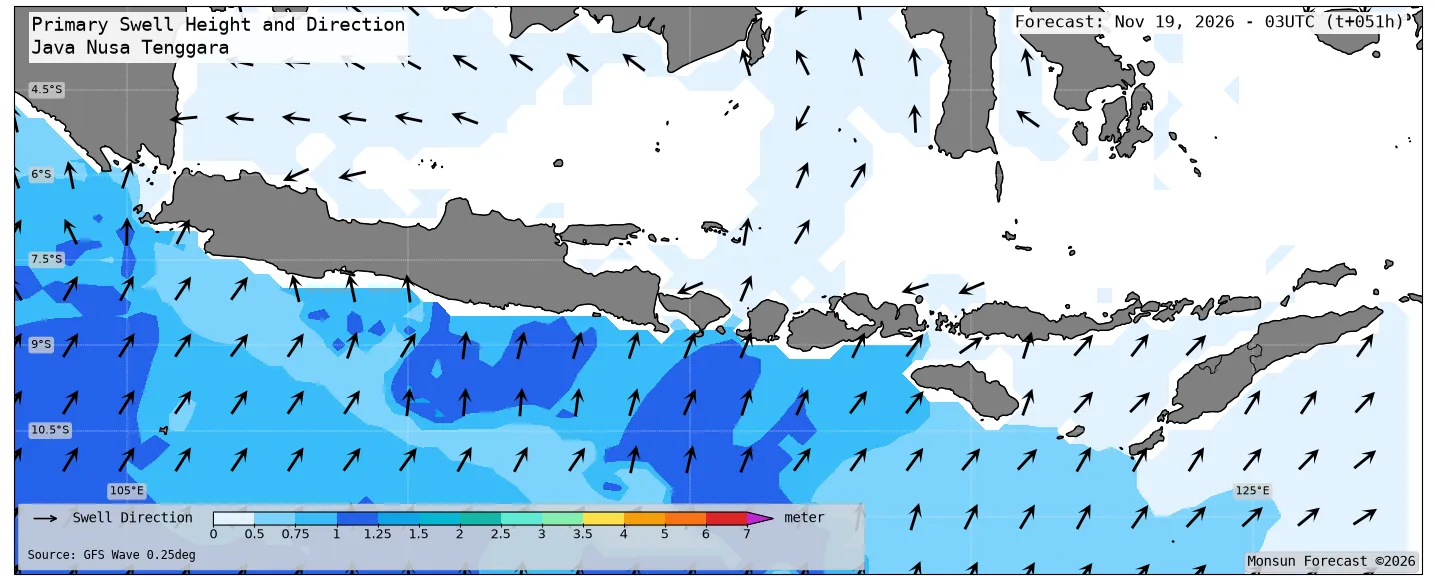 Primary Swell Height and Direction
Java Nusa Tenggara
Forecast: Nov 19, 2026 - 03UTC (t+051h)
4.5°S
6°S
7.5°S
9°S
10.5°S
105°E
125°E
Swell Direction
meter
0 0.5 0.75 1 1.25 1.5 2 2.5 3 3.5 4 5 6 7
Source: GFS Wave 0.25deg
Monsun Forecast ©2026